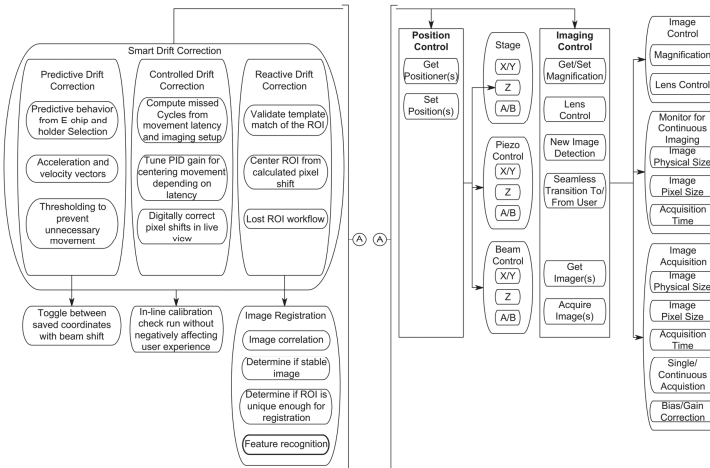 Smart Drift Correction
Predictive Drift
Correction
Predictive behavior
from E chip and
holder Selection
Acceleration and
velocity vectors
Thresholding to
prevent
unnecessary
movement
Controlled Drift
Correction
Compute missed
Cycles from
movement latency
and imaging setup
Tune PID gain for
centering movement
depending on
latency
Digitally correct
pixel shifts in live
view
Reactive Drift
Correction
Validate template
match of the ROI
Center ROI from
calculated pixel
shift
Lost ROI workflow
Toggle between
saved coordinates
with beam shift
In-line calibration
check run without
negatively affecting
user experience
Image Registration
Image correlation
Determine if stable
image
Determine if ROI is
unique enough for
registration
Feature recognition
A
A
Position
Control
Get
Positioner(s)
Set
Position(s)
Stage
X/Y
Z
A/B
Piezo
Control
X/Y
Z
A/B
Beam
Control
X/Y
Z
A/B
Imaging
Control
Get/Set
Magnification
Lens
Control
New Image
Detection
Seamless
Transition To/
From User
Get
Imager(s)
Acquire
Image(s)
Image
Control
Magnification
Lens Control
Monitor for
Continuous
Imaging
Image
Physical Size
Image
Pixel Size
Acquisition
Time
Image
Acquisition
Image
Physical Size
Image
Pixel Size
Acquisition
Time
Single/
Continuous
Acquistion
Bias/Gain
Correction